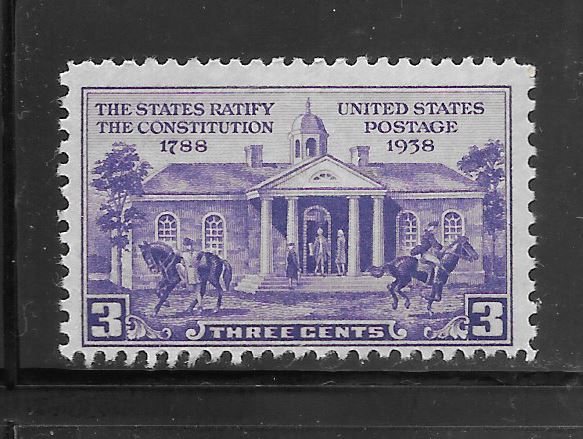 THE STATES RATIFY
THE CONSTITUTION
1788
UNITED STATES
POSTAGE
1938
3
THREE CENTS
3